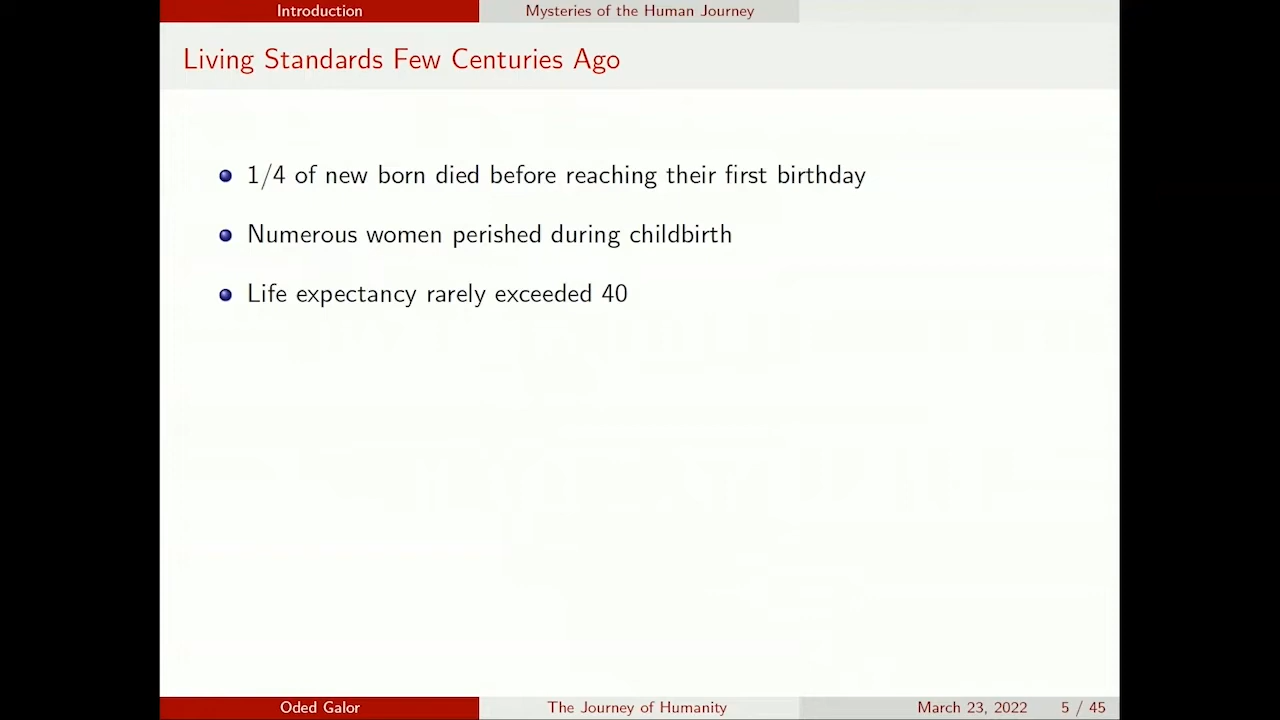 Introduction
Mysteries of the Human Journey
Living Standards Few Centuries Ago
1/4 of new born died before reaching their first birthday
Numerous women perished during childbirth
Life expectancy rarely exceeded 40
Oded Galor
The Journey of Humanity
March 23, 2022
5 / 45